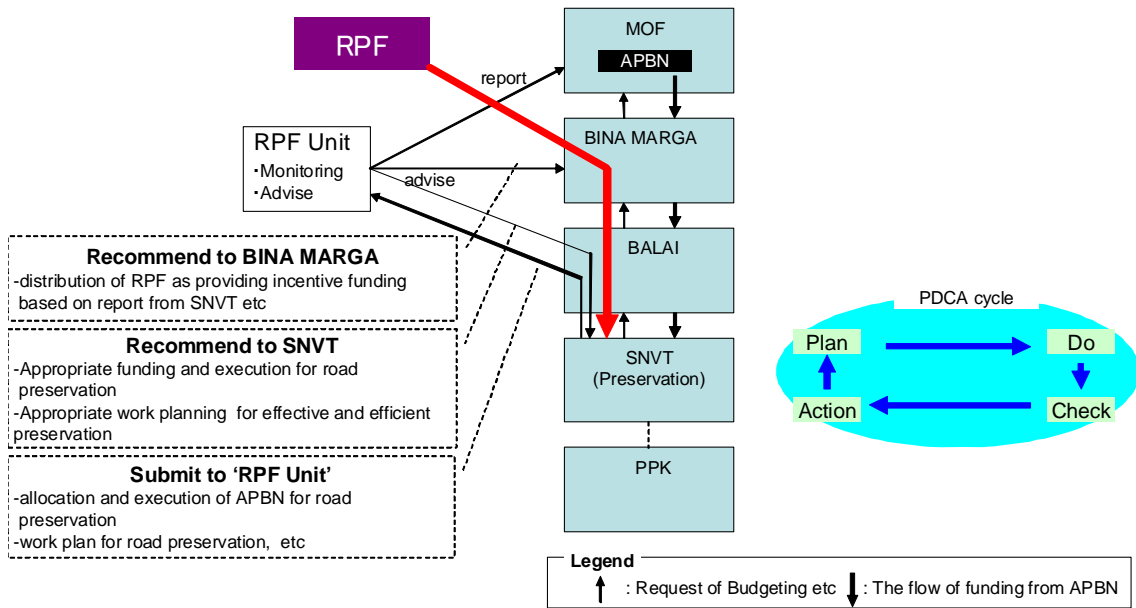 RPF
MOF
APBN
report
BINA MARGA
RPF Unit
・Monitoring
・Advise
advise
BALAI
Recommend to BINA MARGA
-distribution of RPF as providing incentive funding
based on report from SNVT etc
Recommend to SNVT
-Appropriate funding and execution for road
preservation
-Appropriate work planning for effective and efficient
preservation
Submit to ‘RPF Unit’
-allocation and execution of APBN for road
preservation
-work plan for road preservation, etc
SNVT
(Preservation)
PPK
PDCA cycle
Plan
Do
Action
Check
Legend
: Request of Budgeting etc
: The flow of funding from APBN